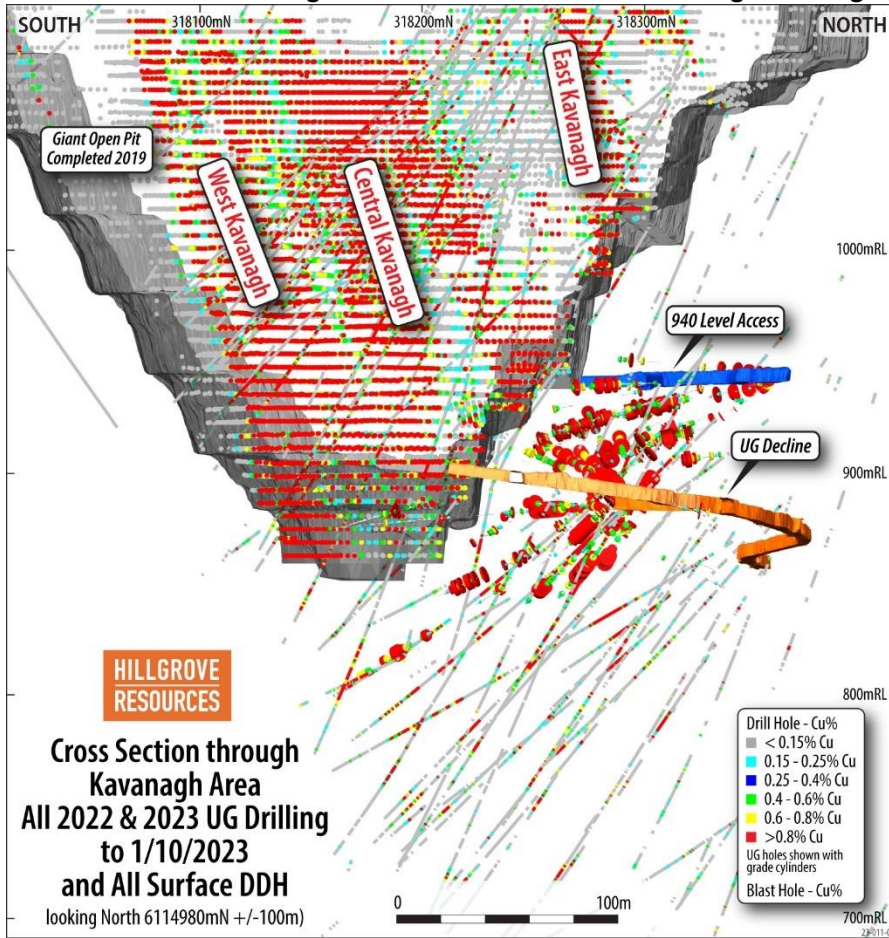 SOUTH
318100mN
318200mN
318300mN
NORTH
East Kavanagh
Giant Open Pit
Completed 2019
West Kavanagh
Central Kavanagh
1000mRL
940 Level Access
UG Decline
900mRL
800mRL
HILLGROVE
RESOURCES
Cross Section through
Kavanagh Area
All 2022 & 2023 UG Drilling
to 1/10/2023
and All Surface DDH
looking North 6114980mN +/-100m)
Drill Hole - Cu%
< 0.15% Cu
0.15 - 0.25% Cu
0.25 - 0.4% Cu
0.4 - 0.6% Cu
0.6 - 0.8% Cu
>0.8% Cu
UG holes shown with
grade cylinders
Blast Hole - Cu%
0
100m
700mRL